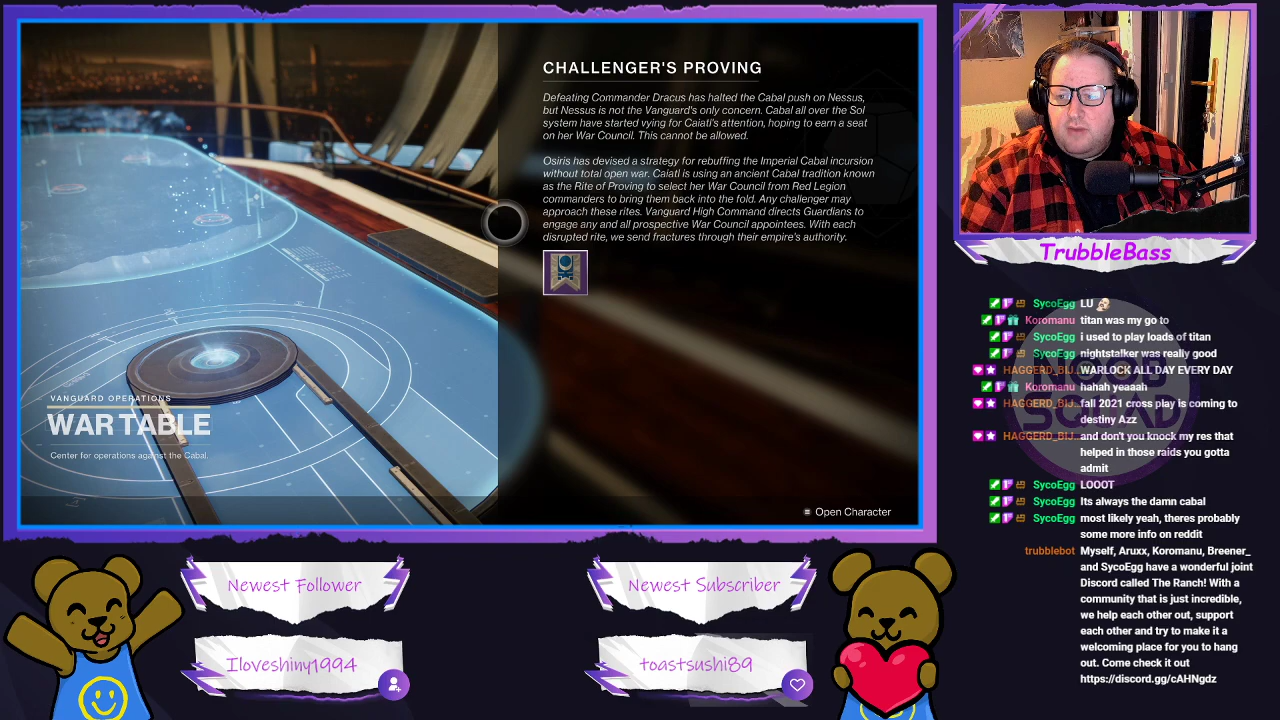 CHALLENGER'S PROVING
Defeating Commander Dracus has halted the Cabal push on Nessus,
but Nessus is not the Vanguard's only concern. Cabal all over the Sol
system have started vying for Caiatl's attention, hoping to earn a seat
on her War Council. This cannot be allowed.
Osiris has devised a strategy for rebuffing the Imperial Cabal incursion
without total open war. Caiatl is using an ancient Cabal tradition known
as the Rite of Proving to select her War Council from Red Legion
commanders to bring them back into the fold. Any challenger may
approach these rites. Vanguard High Command directs Guardians to
engage any and all prospective War Council appointees. With each
disrupted rite, we send fractures through their empire's authority.
VANGUARD OPERATIONS
WAR TABLE
Center for operations against the Cabal.
Open Character
Newest Follower
Iloveshiny1994
Newest Subscriber
toastsushi89
TrubbleBass
NOOB
SQUAD
SycoEgg LU
Koromanu titan was my go to
SycoEgg i used to play loads of titan
SycoEgg nightstalker was really good
HAGGERD_BIJ... WARLOCK ALL DAY EVERY DAY
Koromanu hahah yeaaah
HAGGERD_BIJ... fall 2021 cross play is coming to
destiny Azz
HAGGERD_BIJ... and don't you knock my res that
helped in those raids you gotta
admit
SycoEgg LOOOT
SycoEgg Its always the damn cabal
SycoEgg most likely yeah, theres probably
some more info on reddit
trubblebot Myself, Aruxx, Koromanu, Breener_
and SycoEgg have a wonderful joint
Discord called The Ranch! With a
community that is just incredible,
we help each other out, support
each other and try to make it a
welcoming place for you to hang
out. Come check it out
https://discord.gg/cAHNgdz